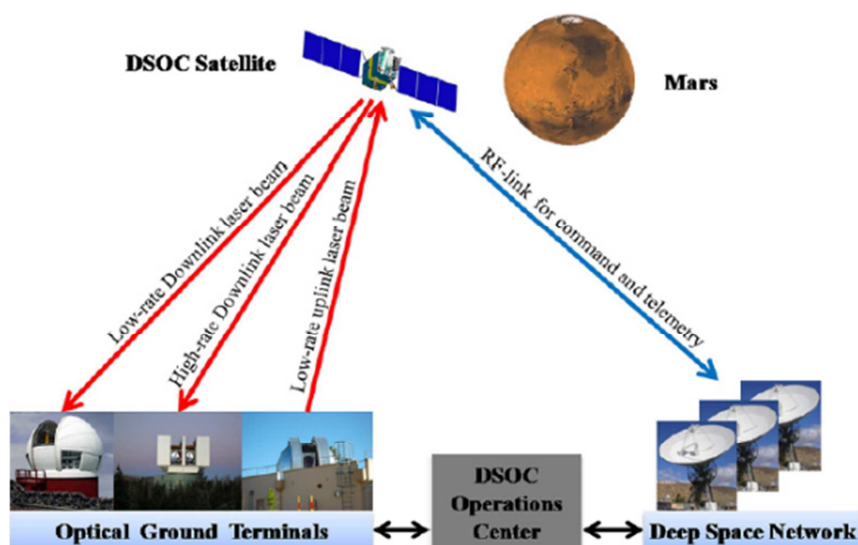 DSOC Satellite
Mars
Low-rate Downlink laser beam
High-rate Downlink laser beam
Low-rate uplink laser beam
RF-link for command and telemetry
Optical Ground Terminals
DSOC
Operations
Center
Deep Space Network